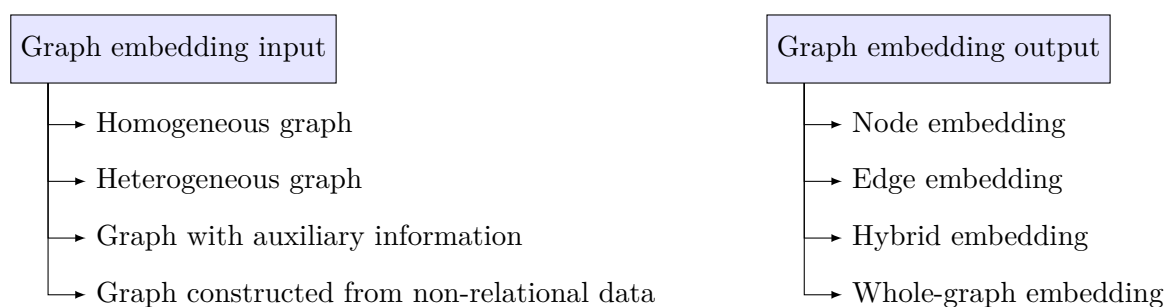 Graph embedding input
Homogeneous graph
Heterogeneous graph
Graph with auxiliary information
Graph constructed from non-relational data
Graph embedding output
Node embedding
Edge embedding
Hybrid embedding
Whole-graph embedding